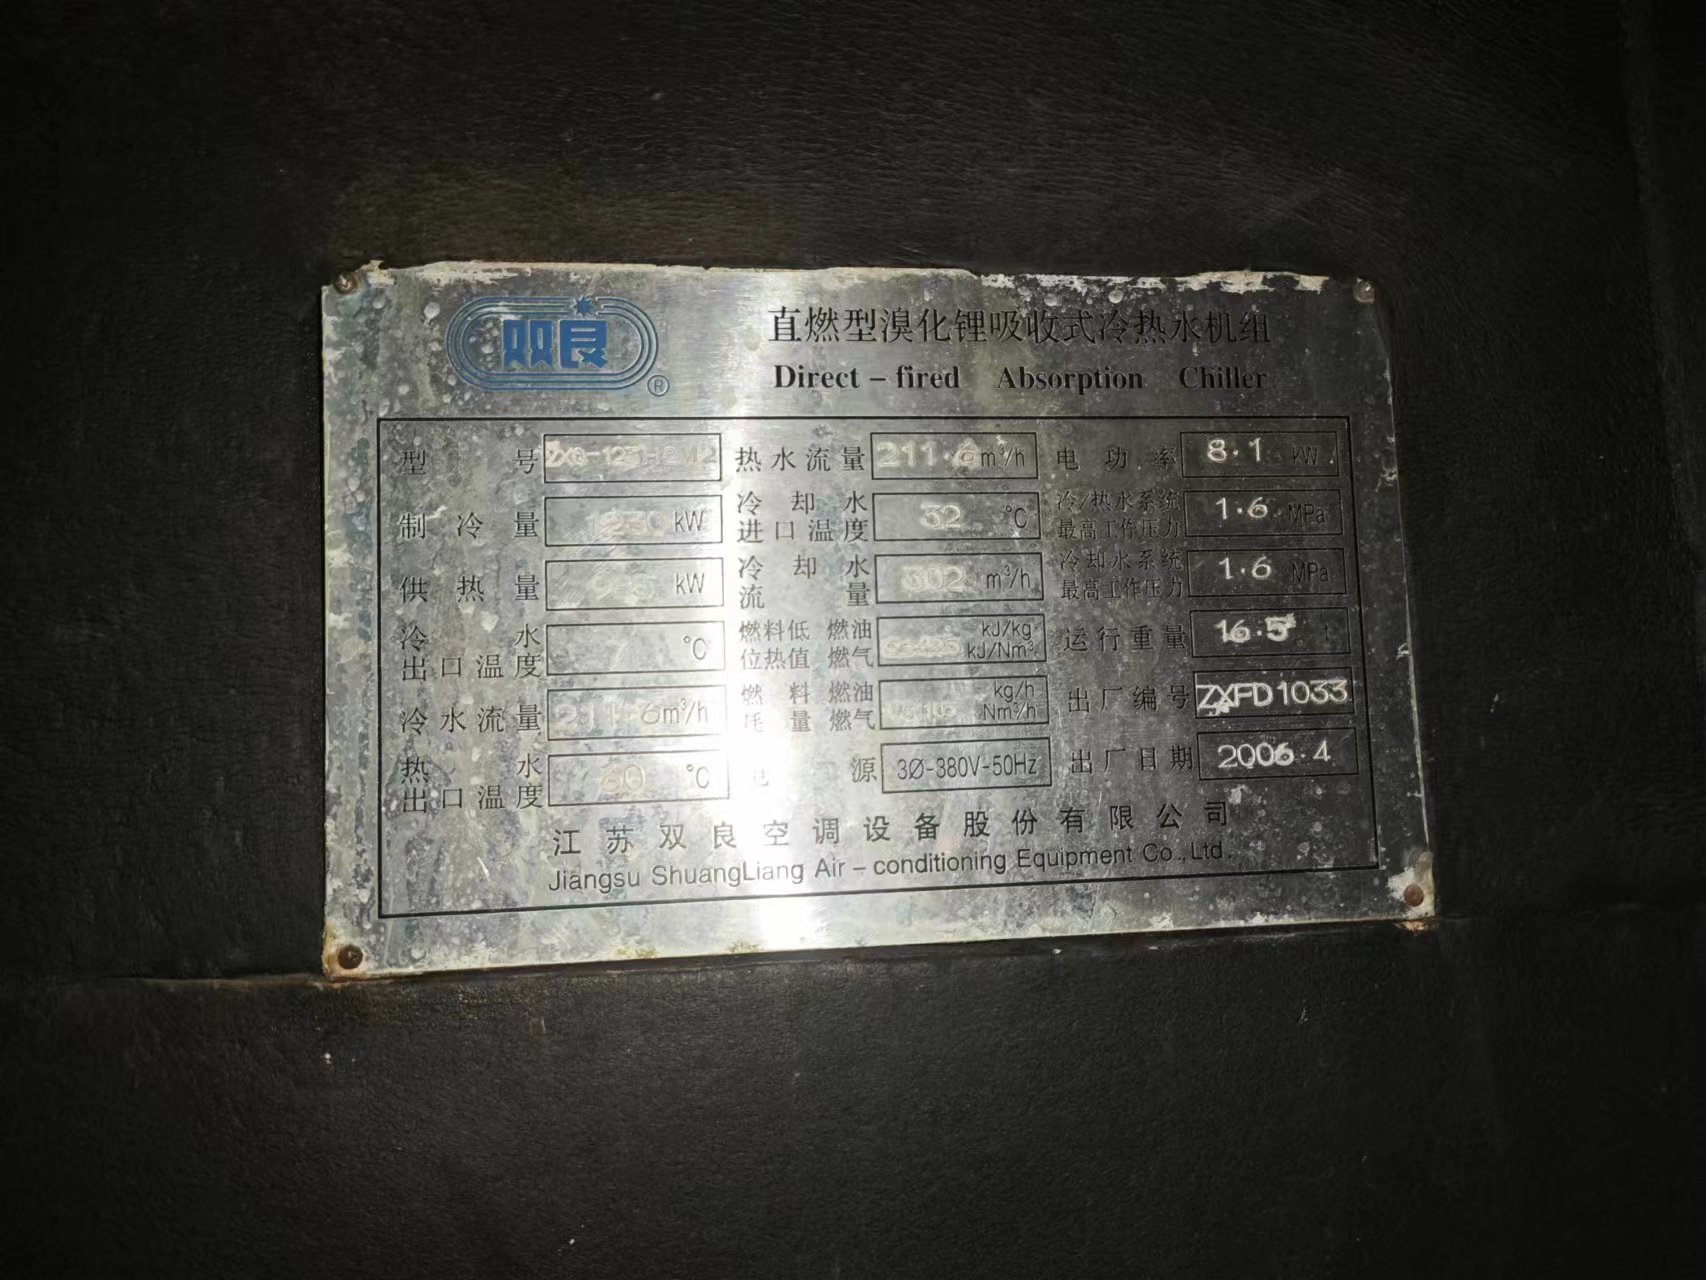 双良®
直燃型溴化锂吸收式冷热水机组
Direct-fired Absorption Chiller
型号
热水流量 211.6 m³/h
电功率 8.1 kW
制冷量 kW
冷却水进口温度 32 °C
冷/热水系统最高工作压力 1.6 MPa
供热量 kW
冷却水流量 302 m³/h
冷却水系统最高工作压力 1.6 MPa
冷水出口温度 7 °C
燃料低位热值 燃油 kJ/kg 燃气 kJ/Nm³
运行重量 16.5 t
冷水流量 211.6 m³/h
燃料耗量 燃油 kg/h 燃气 Nm³/h
出厂编号 ZXFD1033
热水出口温度 60 °C
电源 3Ø-380V-50Hz
出厂日期 2006.4
江苏双良空调设备股份有限公司
Jiangsu ShuangLiang Air-conditioning Equipment Co.,Ltd.